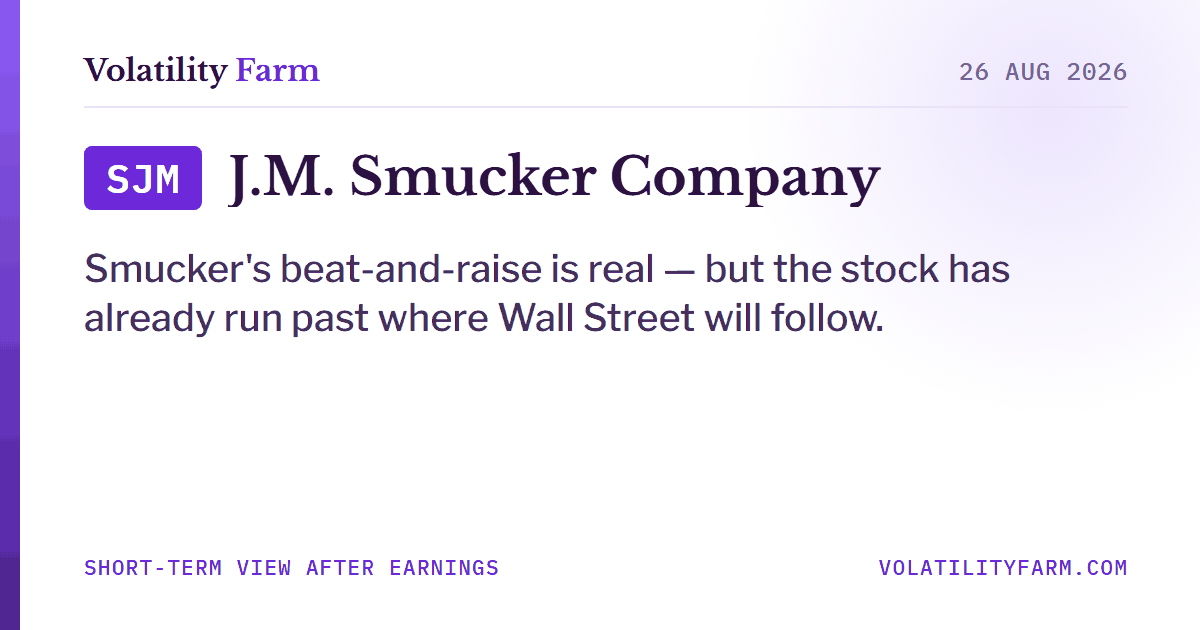 Volatility Farm
26 AUG 2026
SJM
J.M. Smucker Company
Smucker's beat-and-raise is real — but the stock has
already run past where Wall Street will follow.
SHORT-TERM VIEW AFTER EARNINGS
VOLATILITYFARM.COM